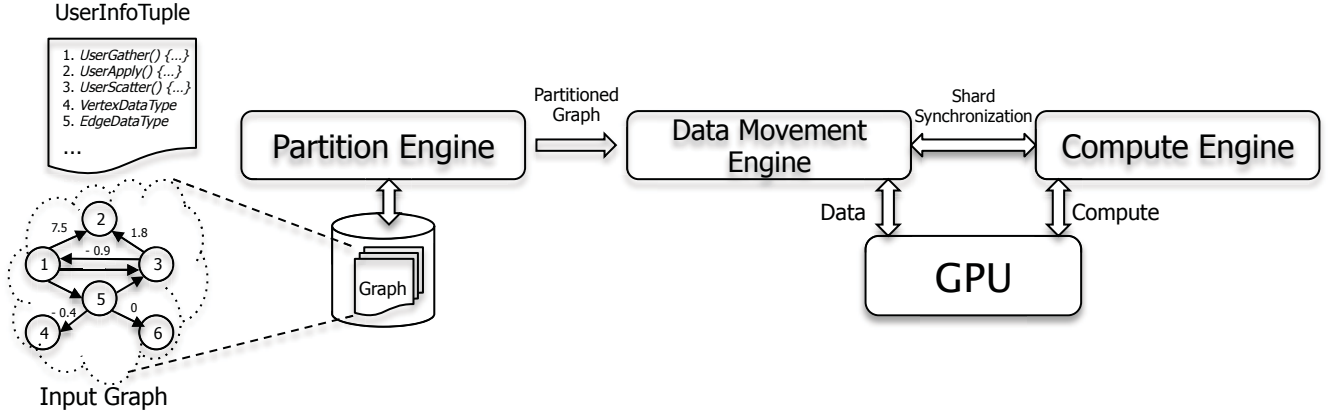 UserInfoTuple
1. UserGather() {...}
2. UserApply() {...}
3. UserScatter() {...}
4. VertexDataType
5. EdgeDataType
...
Partition Engine
Partitioned
Graph
Data Movement
Engine
Shard
Synchronization
Compute Engine
2
7.5
1.8
- 0.9
1
3
5
- 0.4
0
4
6
Input Graph
Graph
Data
Compute
GPU